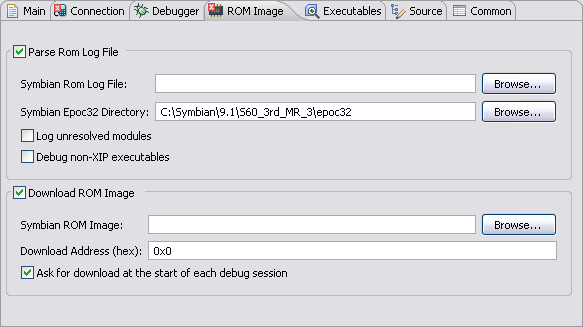 Main Connection Debugger ROM Image Executables Source Common
Parse Rom Log File
Symbian Rom Log File: Browse...
Symbian Epoc32 Directory: C:\Symbian\9.1\S60_3rd_MR_3\epoc32 Browse...
Log unresolved modules
Debug non-XIP executables
Download ROM Image
Symbian ROM Image: Browse...
Download Address (hex): 0x0
Ask for download at the start of each debug session